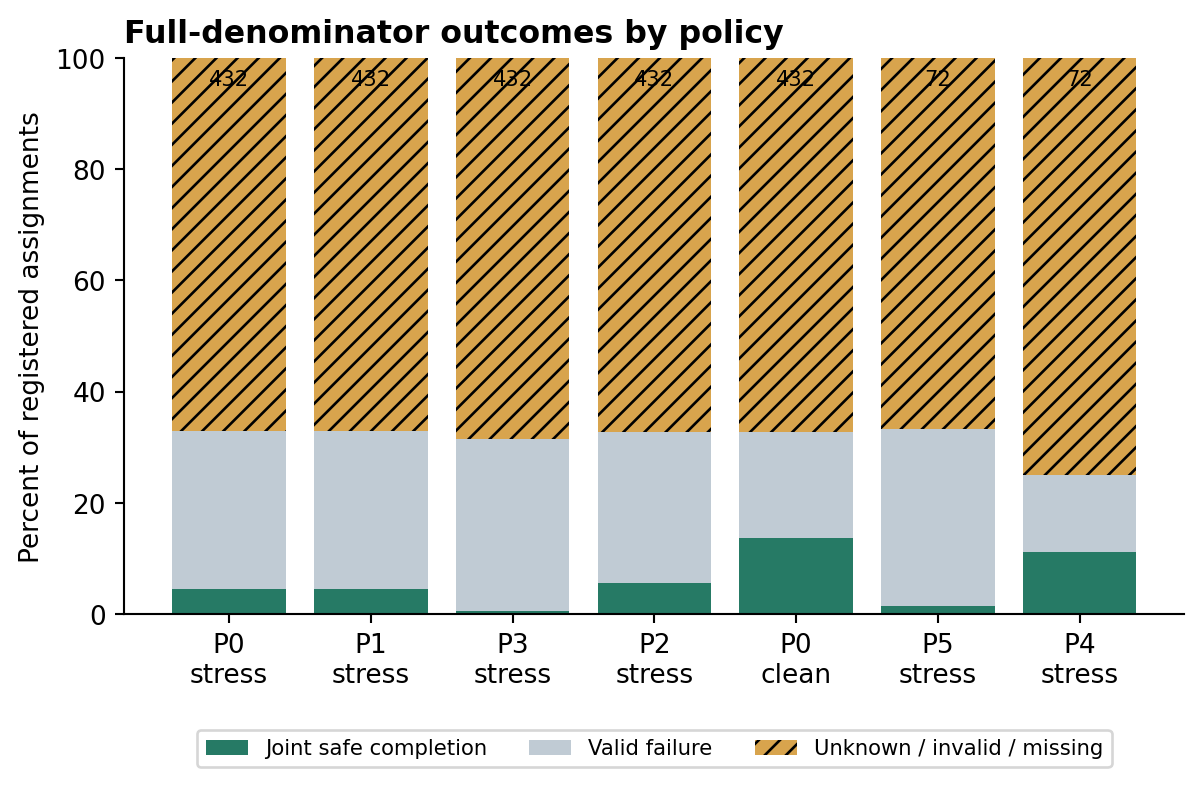 Full-denominator outcomes by policy
Percent of registered assignments
100
80
60
40
20
0
432 432 432 432 432 72 72
P0 P1 P3 P2 P0 P5 P4
stress stress stress stress clean stress stress
Joint safe completion Valid failure Unknown / invalid / missing